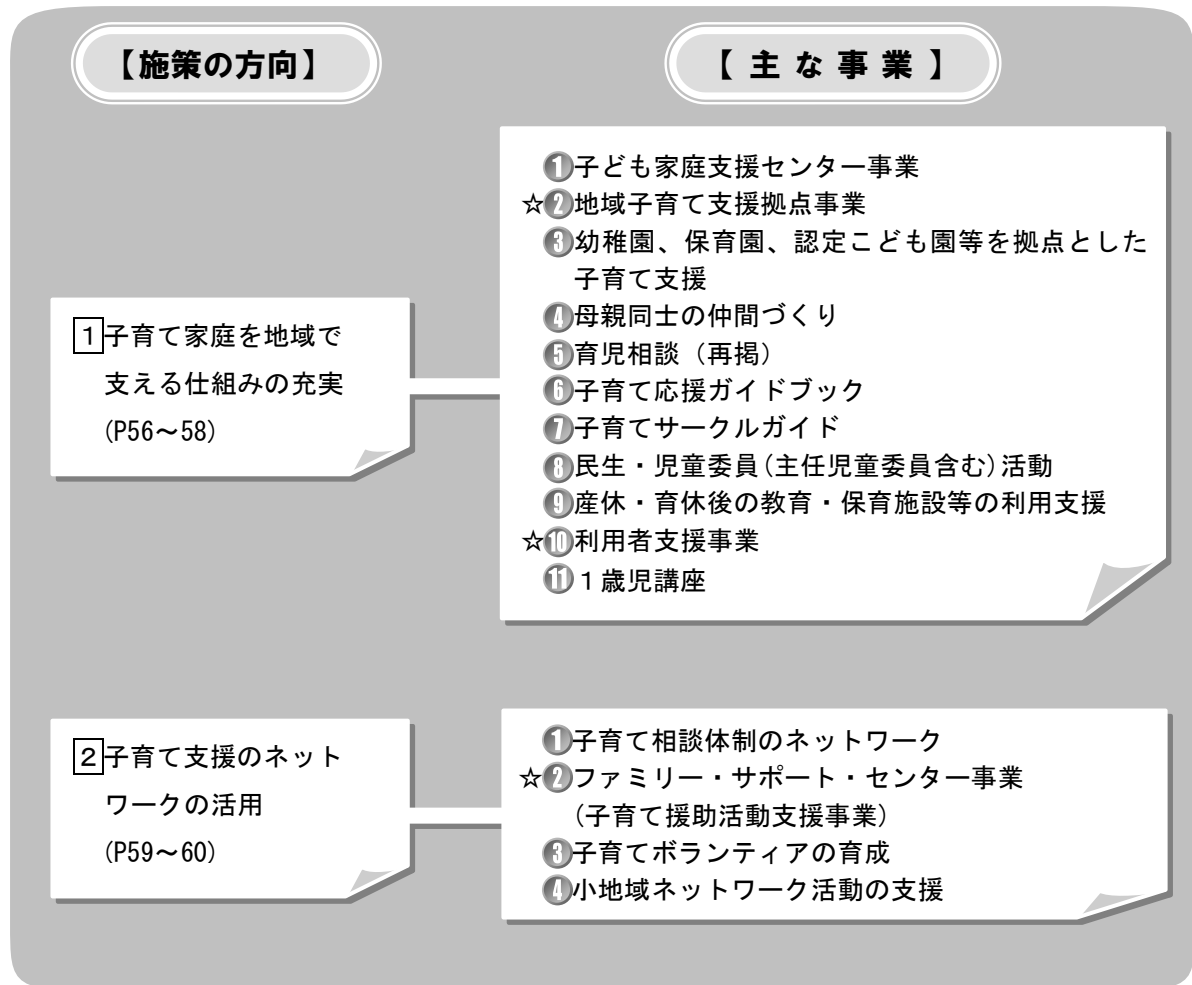 【施策の方向】
【 主 な 事 業 】
1 子育て家庭を地域で
支える仕組みの充実
(P56～58)
❶子ども家庭支援センター事業
☆❷地域子育て支援拠点事業
❸幼稚園、保育園、認定こども園等を拠点とした
子育て支援
❹母親同士の仲間づくり
❺育児相談（再掲）
❻子育て応援ガイドブック
❼子育てサークルガイド
❽民生・児童委員(主任児童委員含む)活動
❾産休・育休後の教育・保育施設等の利用支援
☆❿利用者支援事業
⓫１歳児講座
2 子育て支援のネット
ワークの活用
(P59～60)
❶子育て相談体制のネットワーク
☆❷ファミリー・サポート・センター事業
（子育て援助活動支援事業）
❸子育てボランティアの育成
❹小地域ネットワーク活動の支援